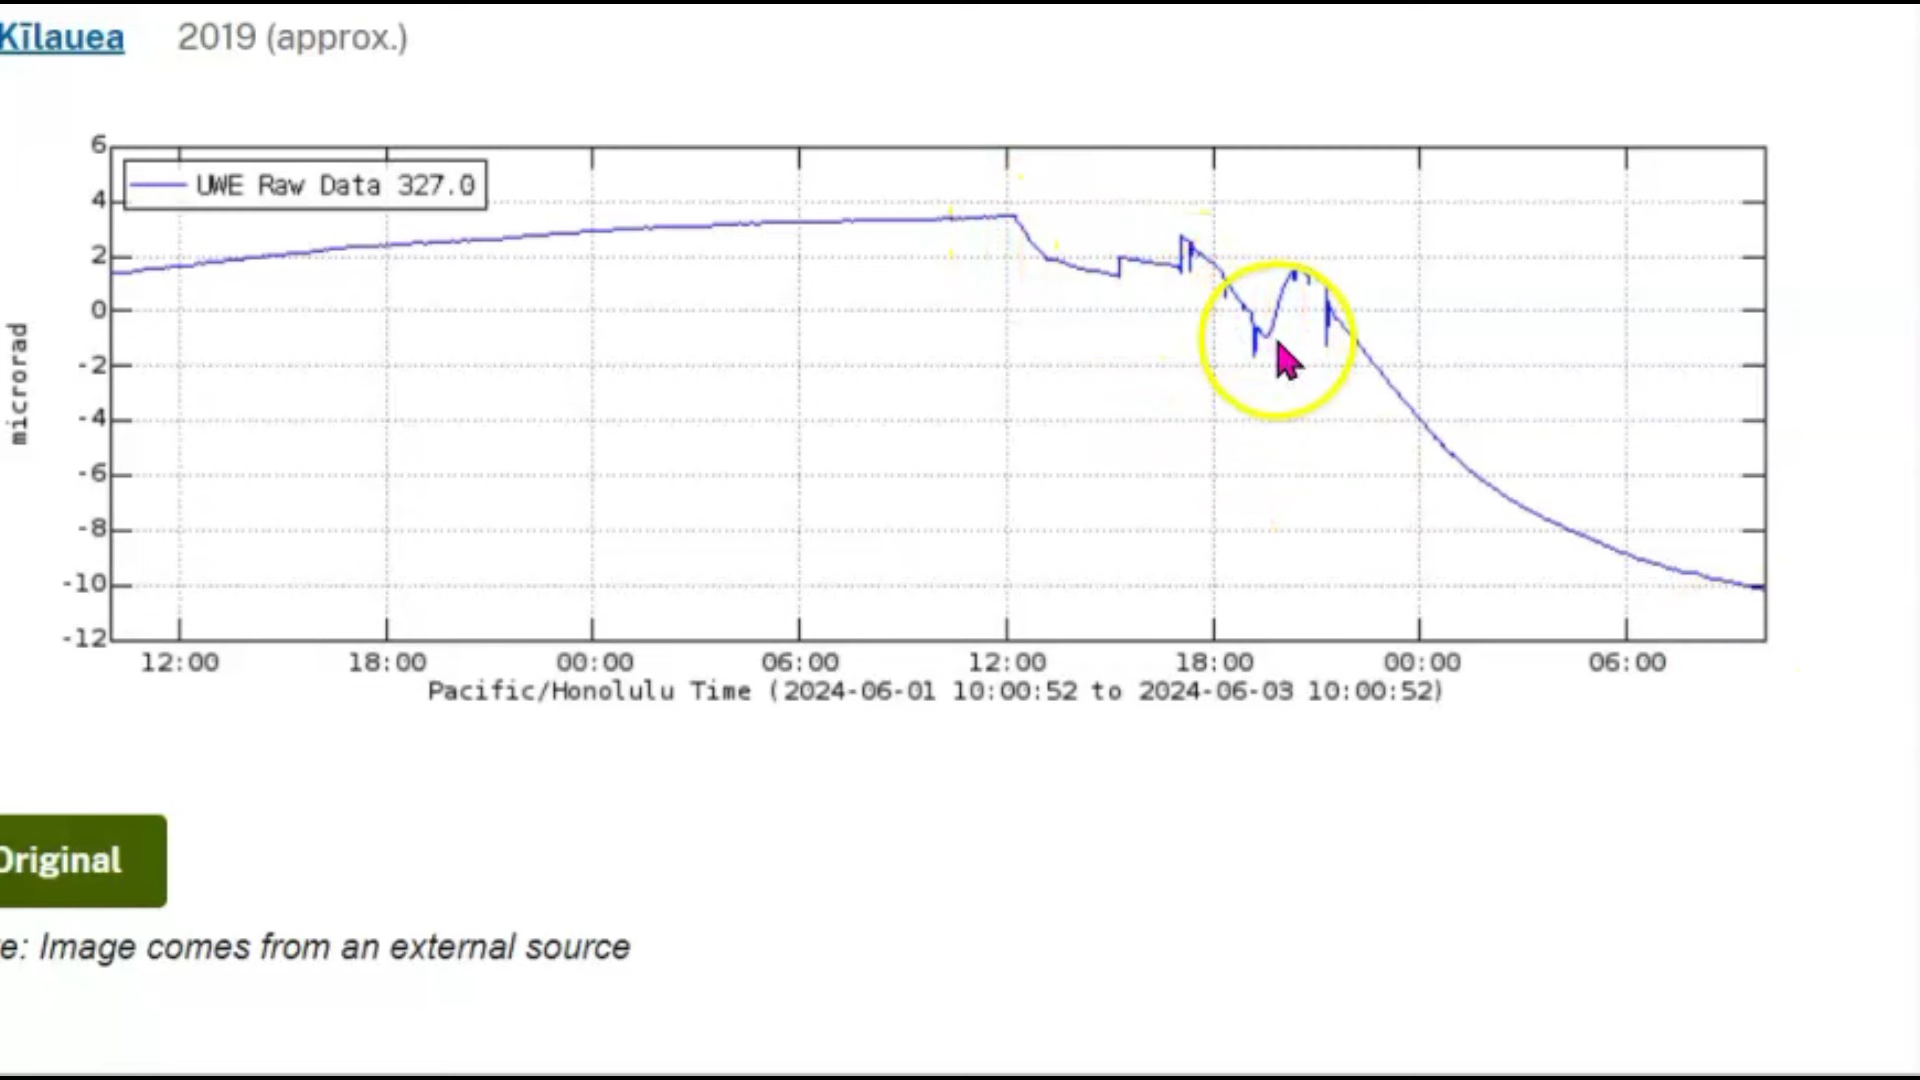 Kīlauea 2019 (approx.)
6
UWE Raw Data 327.0
4
2
0
-2
-4
-6
-8
-10
-12
microrad
12:00 18:00 00:00 06:00 12:00 18:00 00:00 06:00
Pacific/Honolulu Time (2024-06-01 10:00:52 to 2024-06-03 10:00:52)
Original
e: Image comes from an external source